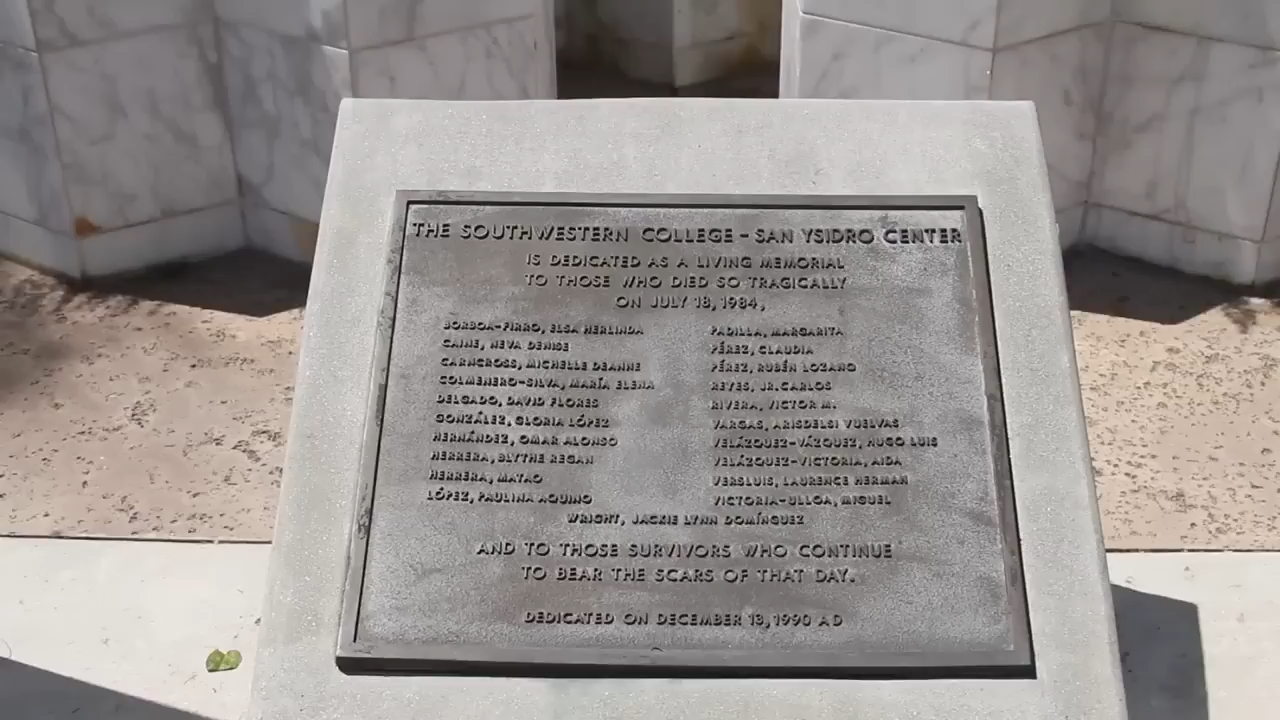 THE SOUTHWESTERN COLLEGE - SAN YSIDRO CENTER
IS DEDICATED AS A LIVING MEMORIAL
TO THOSE WHO DIED SO TRAGICALLY
ON JULY 18, 1984,
BORBOA-FIRRO, ELSA HERLINDA
CAINE, NEVA DENISE
CARNCROSS, MICHELLE DEANNE
COLMENERO-SILVA, MARÍA ELENA
DELGADO, DAVID FLORES
GONZÁLEZ, GLORIA LÓPEZ
HERNÁNDEZ, OMAR ALONSO
HERRERA, BLYTHE REGAN
HERRERA, MATAO
LÓPEZ, PAULINA AQUINO
PADILLA, MARGARITA
PÉREZ, CLAUDIA
PÉREZ, RUBÉN LOZANO
REYES, JR. CARLOS
RIVERA, VICTOR M.
VARGAS, ARISDELSI VUELVAS
VELÁZQUEZ-VÁZQUEZ, HUGO LUIS
VELÁZQUEZ-VICTORIA, AIDA
VERSLUIS, LAURENCE HERMAN
VICTORIA-ULLOA, MIGUEL
WRIGHT, JACKIE LYNN DOMÍNGUEZ
AND TO THOSE SURVIVORS WHO CONTINUE
TO BEAR THE SCARS OF THAT DAY.
DEDICATED ON DECEMBER 13, 1990 AD